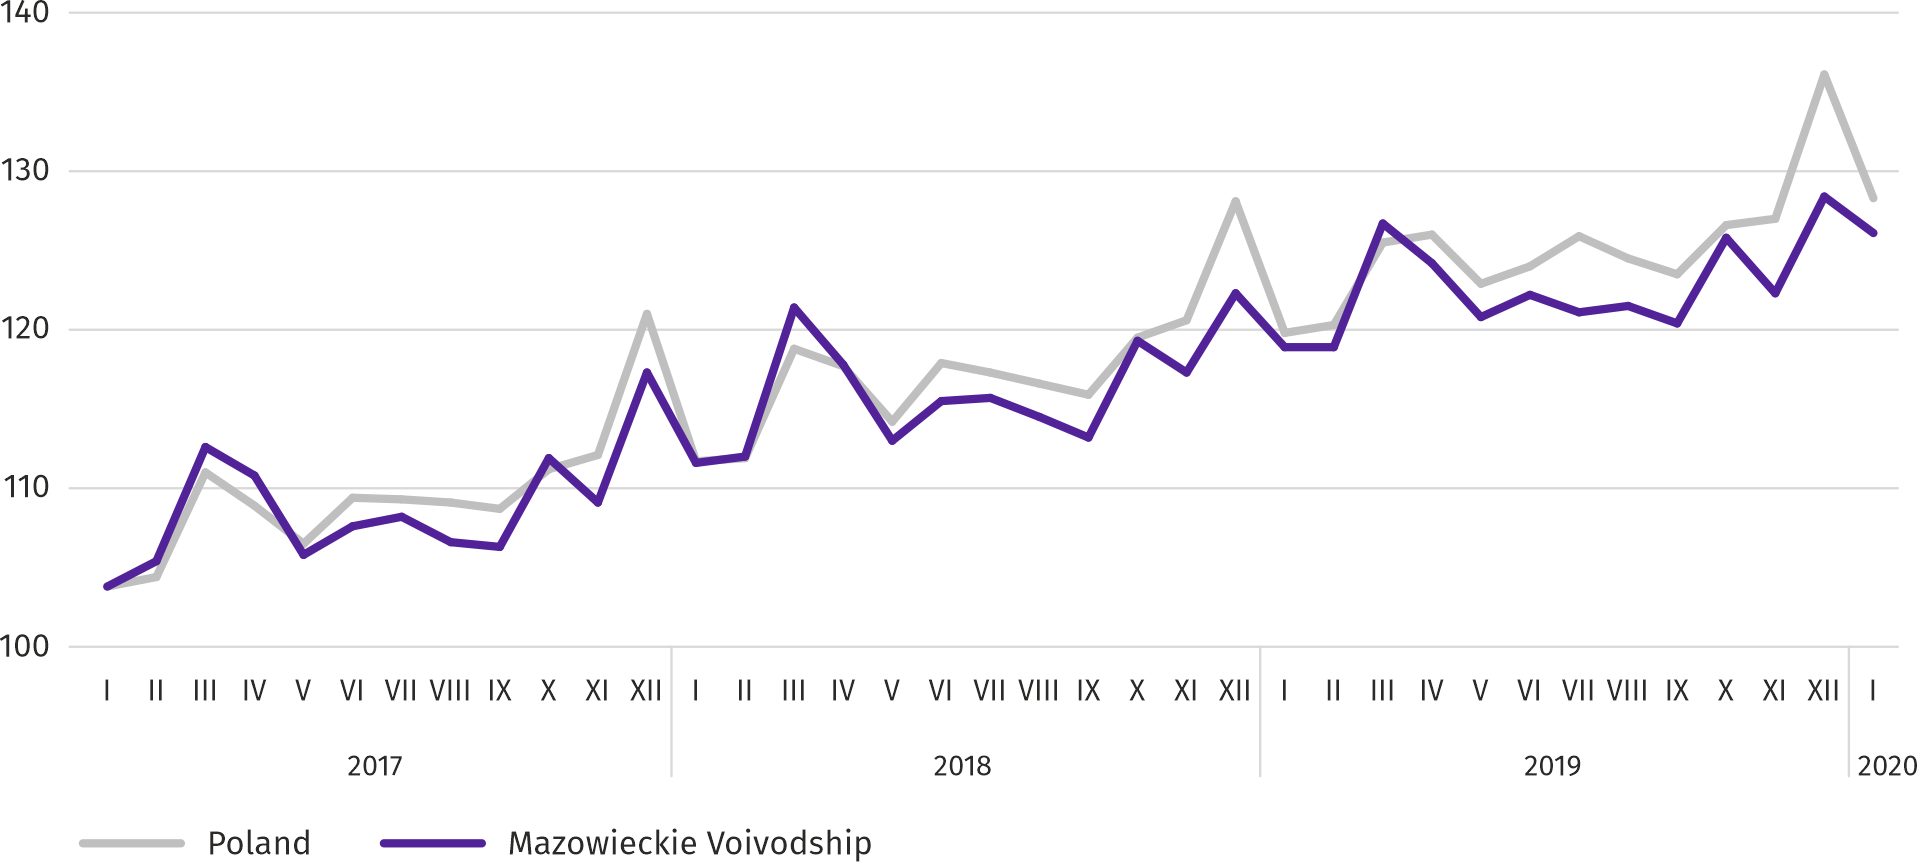 140
130
120
110
100
I II III IV V VI VII VIII IX X XI XII I II III IV V VI VII VIII IX X XI XII I II III IV V VI VII VIII IX X XI XII I
2017 2018 2019 2020
Poland Mazowieckie Voivodship